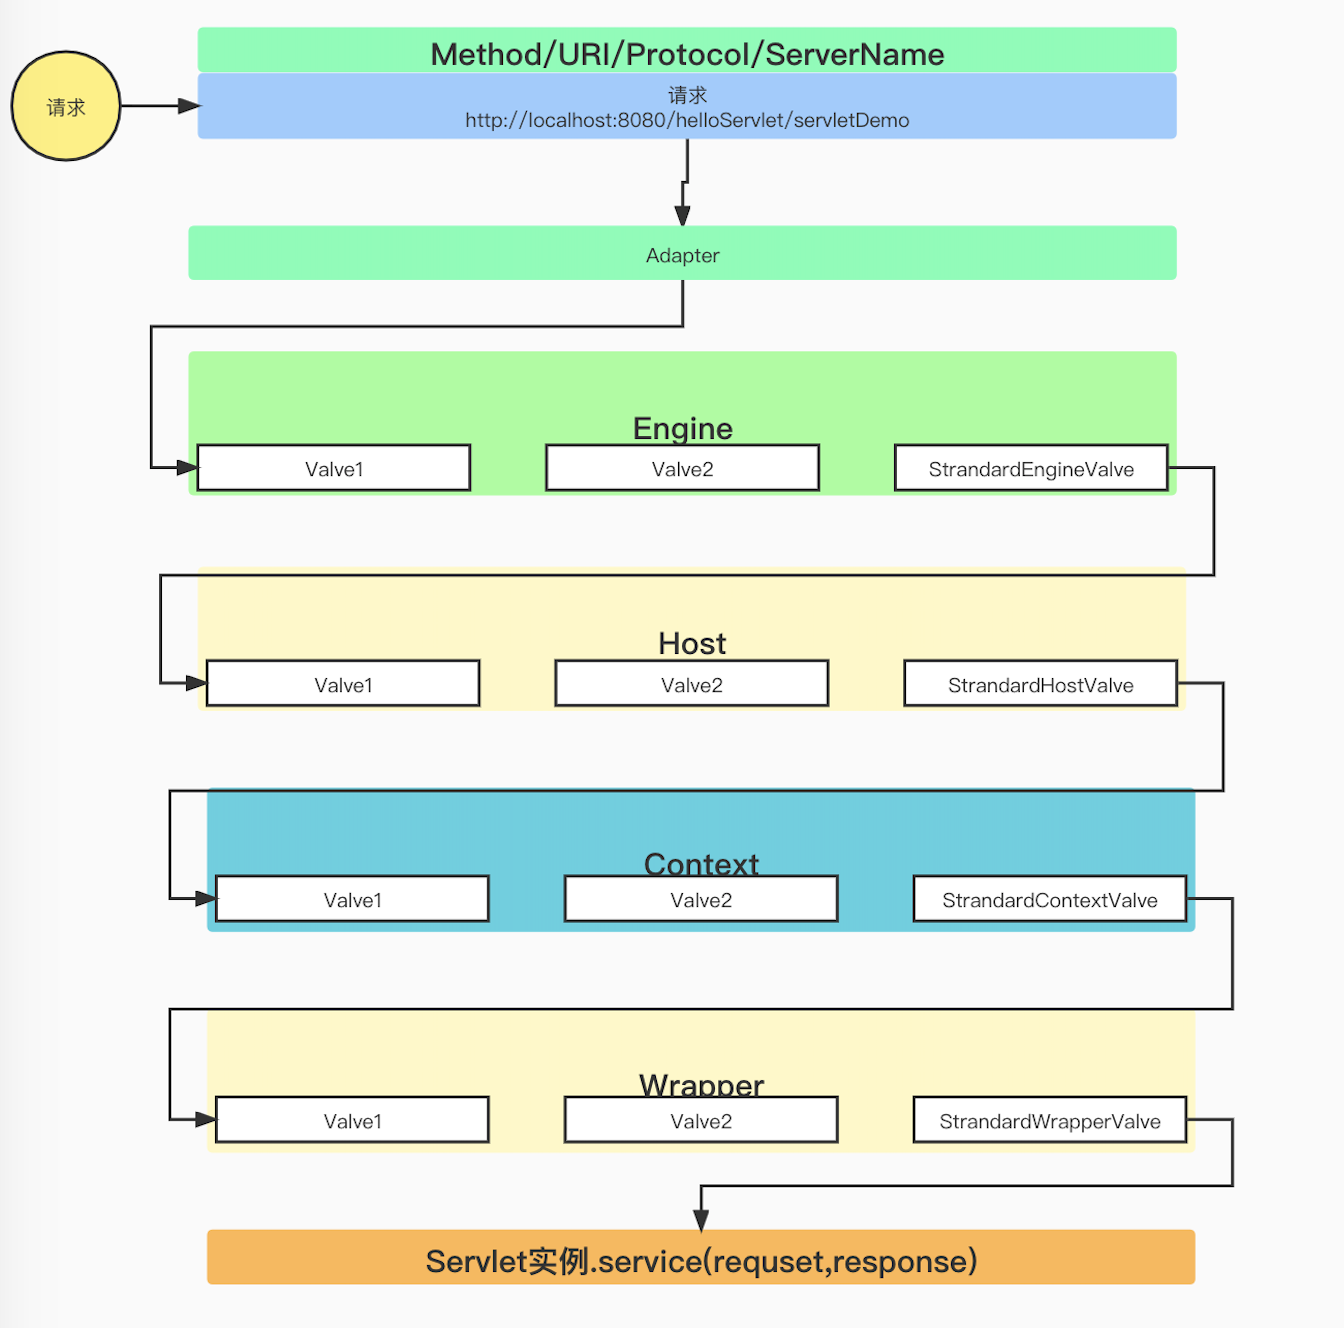 Method/URI/Protocol/ServerName
请求
请求
http://localhost:8080/helloServlet/servletDemo
Adapter
Engine
Valve1
Valve2
StrandardEngineValve
Host
Valve1
Valve2
StrandardHostValve
Context
Valve1
Valve2
StrandardContextValve
Wrapper
Valve1
Valve2
StrandardWrapperValve
Servlet实例.service(requset,response)